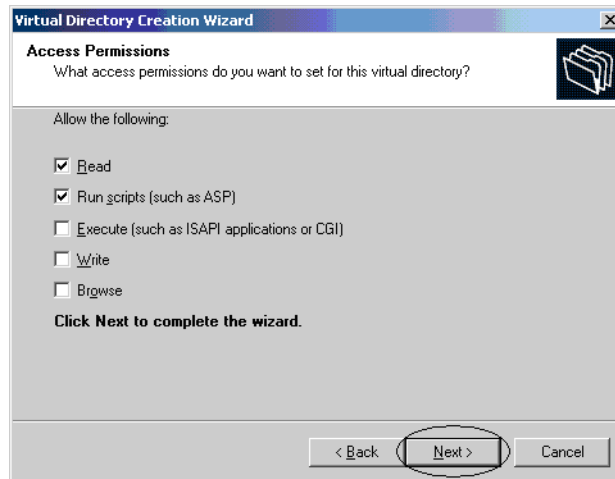 Virtual Directory Creation Wizard
Access Permissions
What access permissions do you want to set for this virtual directory?
Allow the following:
Read
Run scripts (such as ASP)
Execute (such as ISAPI applications or CGI)
Write
Browse
Click Next to complete the wizard.
< Back Next > Cancel